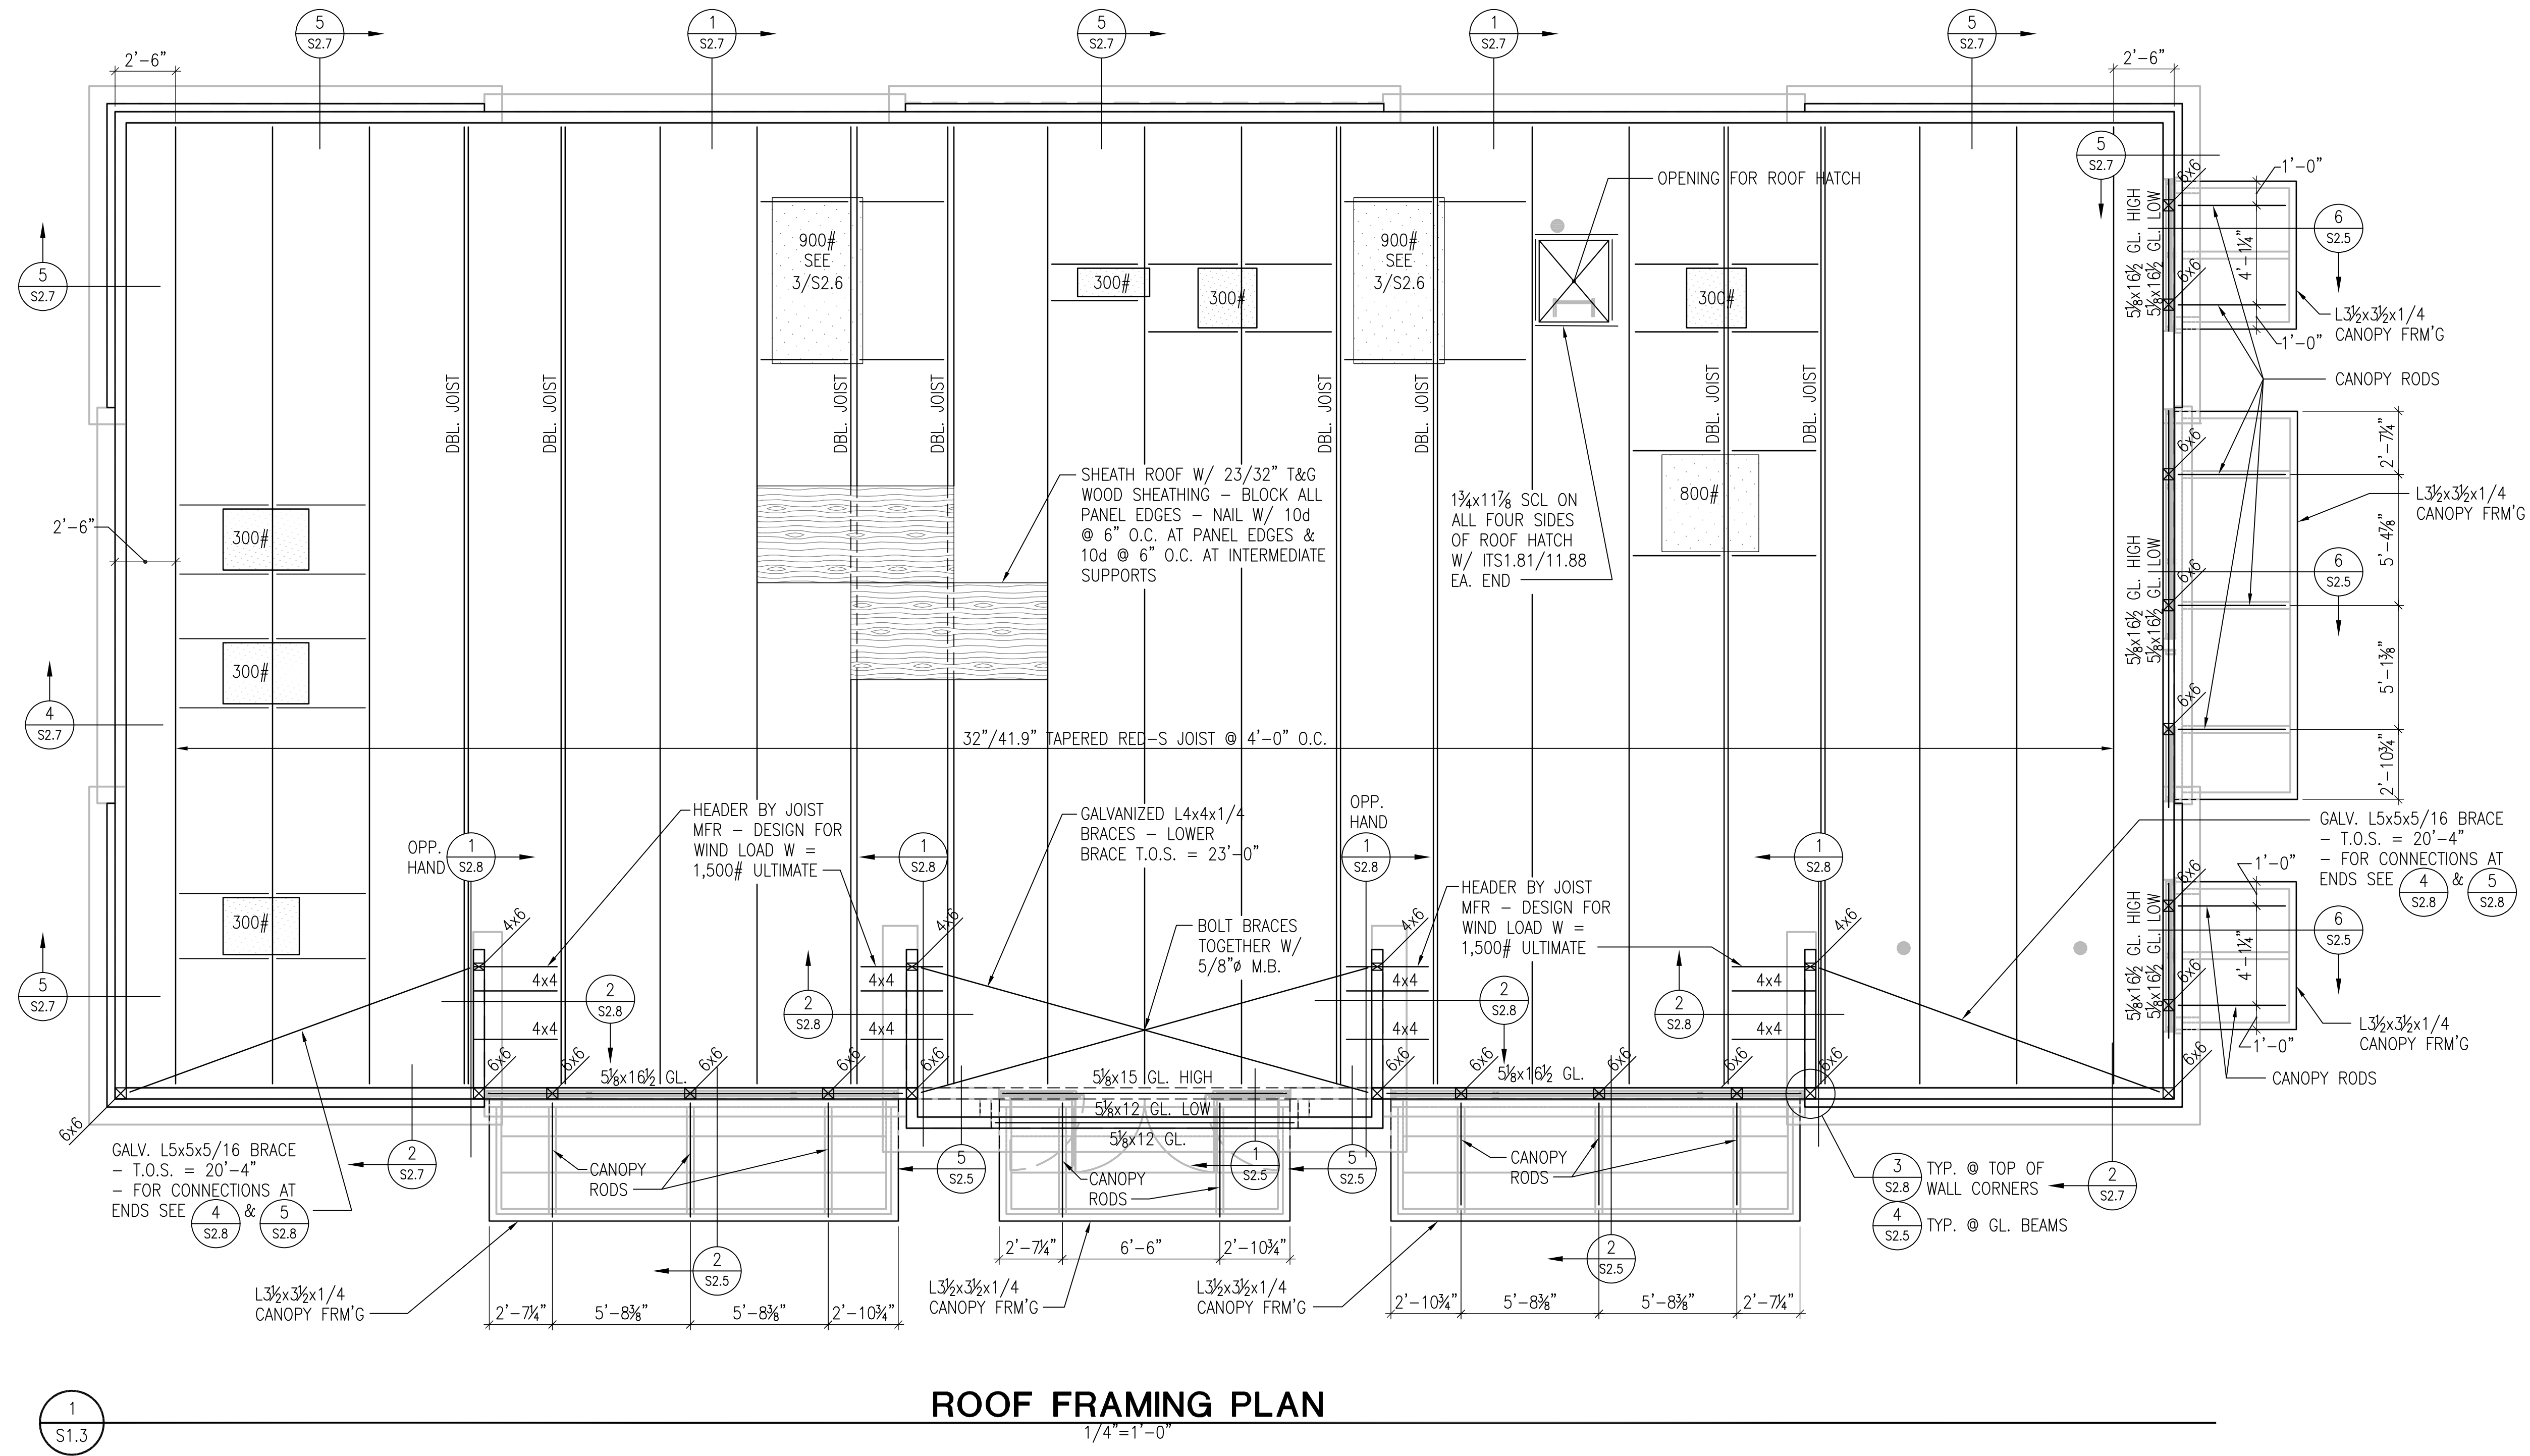 5
S2.7
1
S2.7
5
S2.7
1
S2.7
5
S2.7
2'-6"
2'-6"
5
S2.7
6x6
1'-0"
OPENING FOR ROOF HATCH
5⅛x16½ GL. HIGH
5⅛x16½ GL. LOW
4'-1¼"
6
S2.5
900#
SEE
3/S2.6
900#
SEE
3/S2.6
5
S2.7
300#
300#
300#
6x6
1'-0"
L3½x3½x1/4
CANOPY FRM'G
CANOPY RODS
DBL. JOIST
DBL. JOIST
DBL. JOIST
DBL. JOIST
DBL. JOIST
DBL. JOIST
DBL. JOIST
DBL. JOIST
6x6
2'-7¼"
SHEATH ROOF W/ 23/32" T&G
WOOD SHEATHING - BLOCK ALL
PANEL EDGES - NAIL W/ 10d
@ 6" O.C. AT PANEL EDGES &
10d @ 6" O.C. AT INTERMEDIATE
SUPPORTS
1¾x11⅞ SCL ON
ALL FOUR SIDES
OF ROOF HATCH
W/ ITS1.81/11.88
EA. END
800#
L3½x3½x1/4
CANOPY FRM'G
2'-6"
300#
5⅛x16½ GL. HIGH
5⅛x16½ GL. LOW
6x6
5'-4⅞"
6
S2.5
300#
5'-1⅜"
6x6
4
S2.7
32"/41.9" TAPERED RED-S JOIST @ 4'-0" O.C.
2'-10¾"
HEADER BY JOIST
MFR - DESIGN FOR
WIND LOAD W =
1,500# ULTIMATE
GALVANIZED L4x4x1/4
BRACES - LOWER
BRACE T.O.S. = 23'-0"
OPP.
HAND
OPP.
HAND
1
S2.8
1
S2.8
1
S2.8
1
S2.8
GALV. L5x5x5/16 BRACE
- T.O.S. = 20'-4"
- FOR CONNECTIONS AT
ENDS SEE
4
S2.8
&
5
S2.8
HEADER BY JOIST
MFR - DESIGN FOR
WIND LOAD W =
1,500# ULTIMATE
6x6
1'-0"
300#
4x6
4x6
4x6
4x6
BOLT BRACES
TOGETHER W/
5/8"ø M.B.
5⅛x16½ GL. HIGH
5⅛x16½ GL. LOW
4'-1¼"
6
S2.5
5
S2.7
4x4
4x4
4x4
4x4
2
S2.8
2
S2.8
2
S2.8
2
S2.8
4x4
4x4
4x4
4x4
6x6
1'-0"
L3½x3½x1/4
CANOPY FRM'G
CANOPY RODS
6x6
6x6
6x6
6x6
6x6
6x6
6x6
6x6
6x6
6x6
6x6
5⅛x16½ GL.
5⅛x15 GL. HIGH
5⅛x16½ GL.
5⅛x12 GL. LOW
5⅛x12 GL.
6x6
GALV. L5x5x5/16 BRACE
- T.O.S. = 20'-4"
- FOR CONNECTIONS AT
ENDS SEE
4
S2.8
&
5
S2.8
2
S2.7
CANOPY
RODS
5
S2.5
CANOPY
RODS
1
S2.5
5
S2.5
CANOPY
RODS
3
S2.8
TYP. @ TOP OF
WALL CORNERS
2
S2.7
4
S2.5
TYP. @ GL. BEAMS
2'-7¼"
6'-6"
2'-10¾"
2
S2.5
2
S2.5
L3½x3½x1/4
CANOPY FRM'G
L3½x3½x1/4
CANOPY FRM'G
L3½x3½x1/4
CANOPY FRM'G
2'-7¼"
5'-8⅜"
5'-8⅜"
2'-10¾"
2'-10¾"
5'-8⅜"
5'-8⅜"
2'-7¼"
1
S1.3
ROOF FRAMING PLAN
1/4"=1'-0"